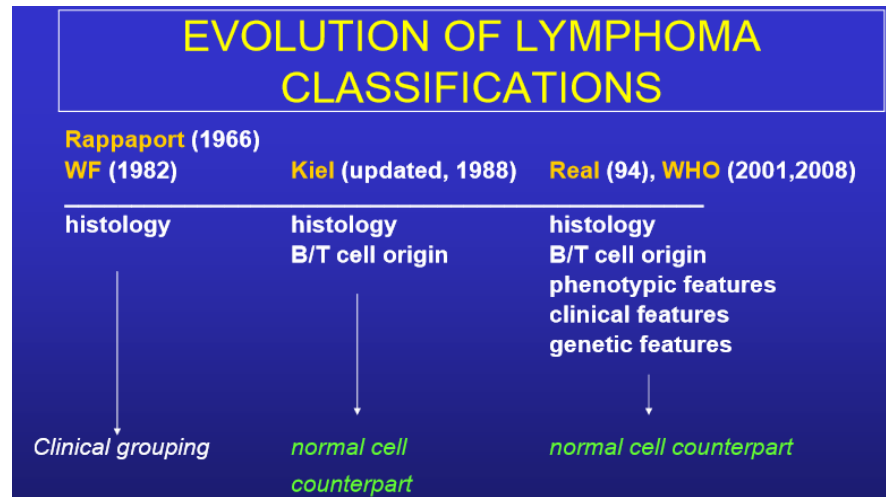 EVOLUTION OF LYMPHOMA
CLASSIFICATIONS
Rappaport (1966)
WF (1982)
histology
Clinical grouping
Kiel (updated, 1988)
histology
B/T cell origin
normal cell
counterpart
Real (94), WHO (2001,2008)
histology
B/T cell origin
phenotypic features
clinical features
genetic features
normal cell counterpart